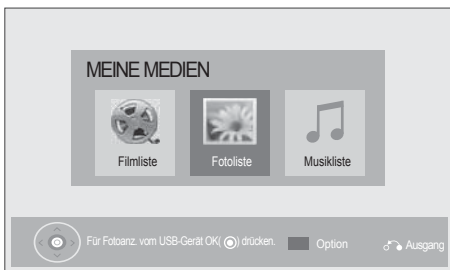 MEINE MEDIEN
Filmliste
Fotoliste
Musikliste
Für Fotoanz. vom USB-Gerät OK(◉) drücken. Option Ausgang